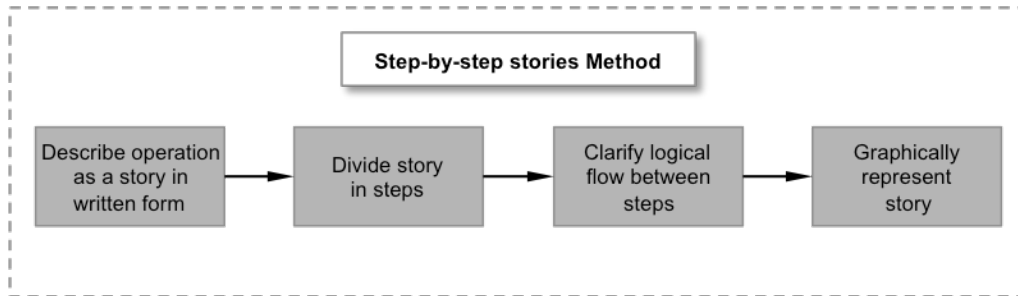 Step-by-step stories Method
Describe operation
as a story in
written form
Divide story
in steps
Clarify logical
flow between
steps
Graphically
represent
story